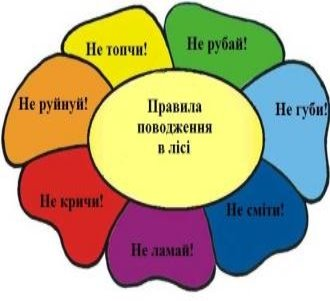 Правила
поводження
в лісі
Не топчи!
Не рубай!
Не губи!
Не сміти!
Не ламай!
Не кричи!
Не руйнуй!